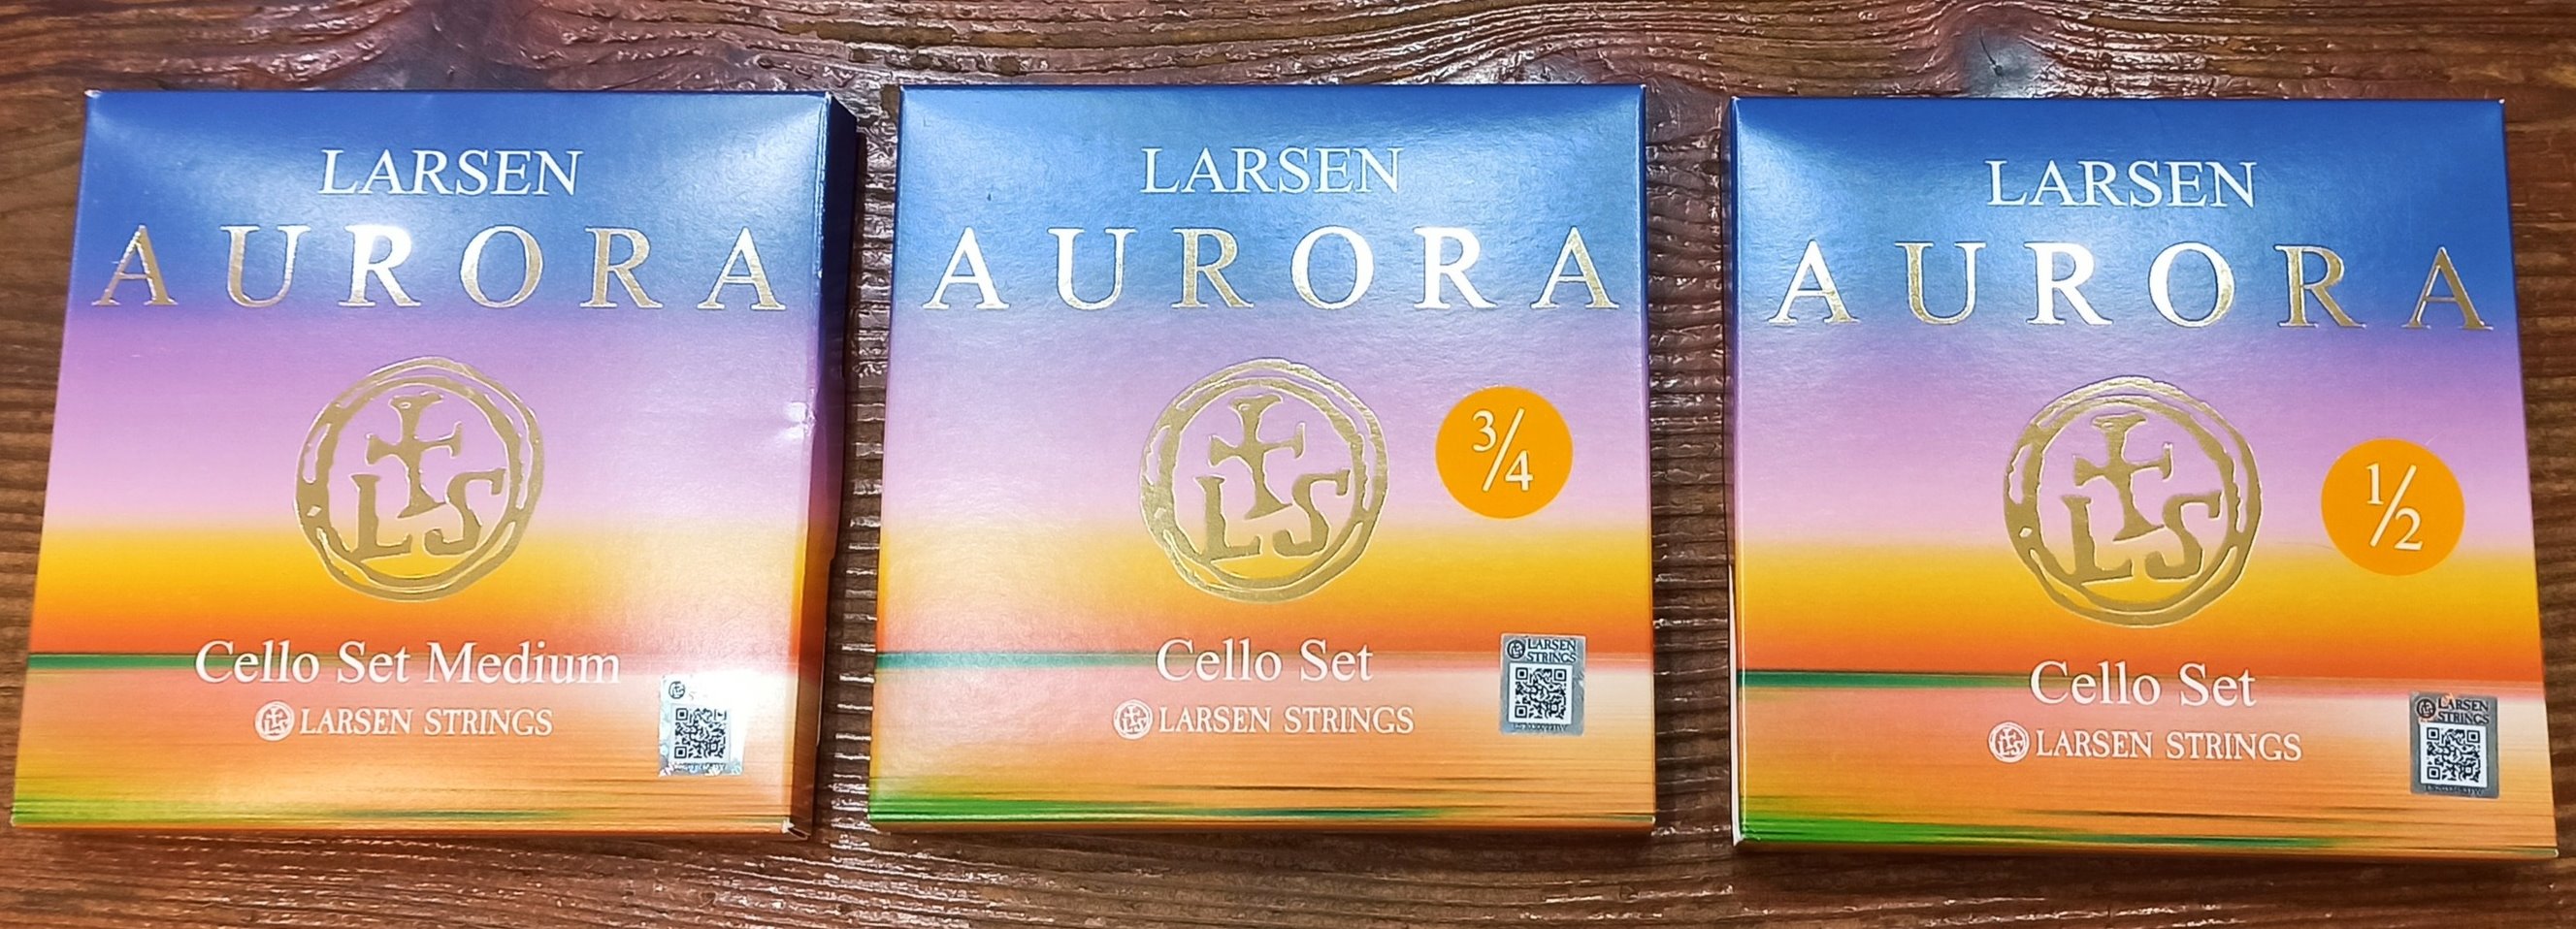 LARSEN
AURORA
LS
Cello Set Medium
LARSEN STRINGS
LARSEN
AURORA
LS
3/4
Cello Set
LARSEN STRINGS
LARSEN
STRINGS
LARSEN
AURORA
LS
1/2
Cello Set
LARSEN STRINGS
LARSEN
STRINGS